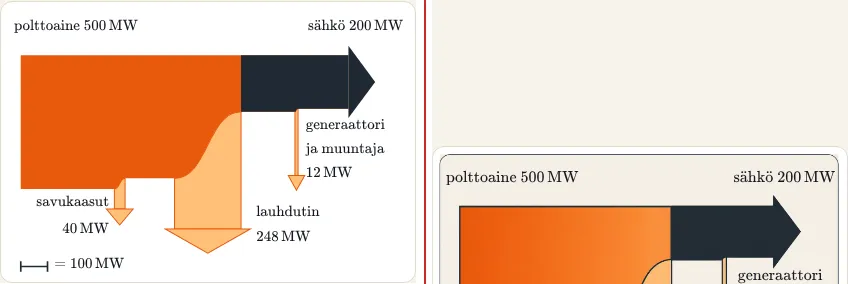 polttoaine 500 MW
sähkö 200 MW
generaattori
ja muuntaja
12 MW
savukaasut
40 MW
lauhdutin
248 MW
= 100 MW
polttoaine 500 MW
sähkö 200 MW
generaattori